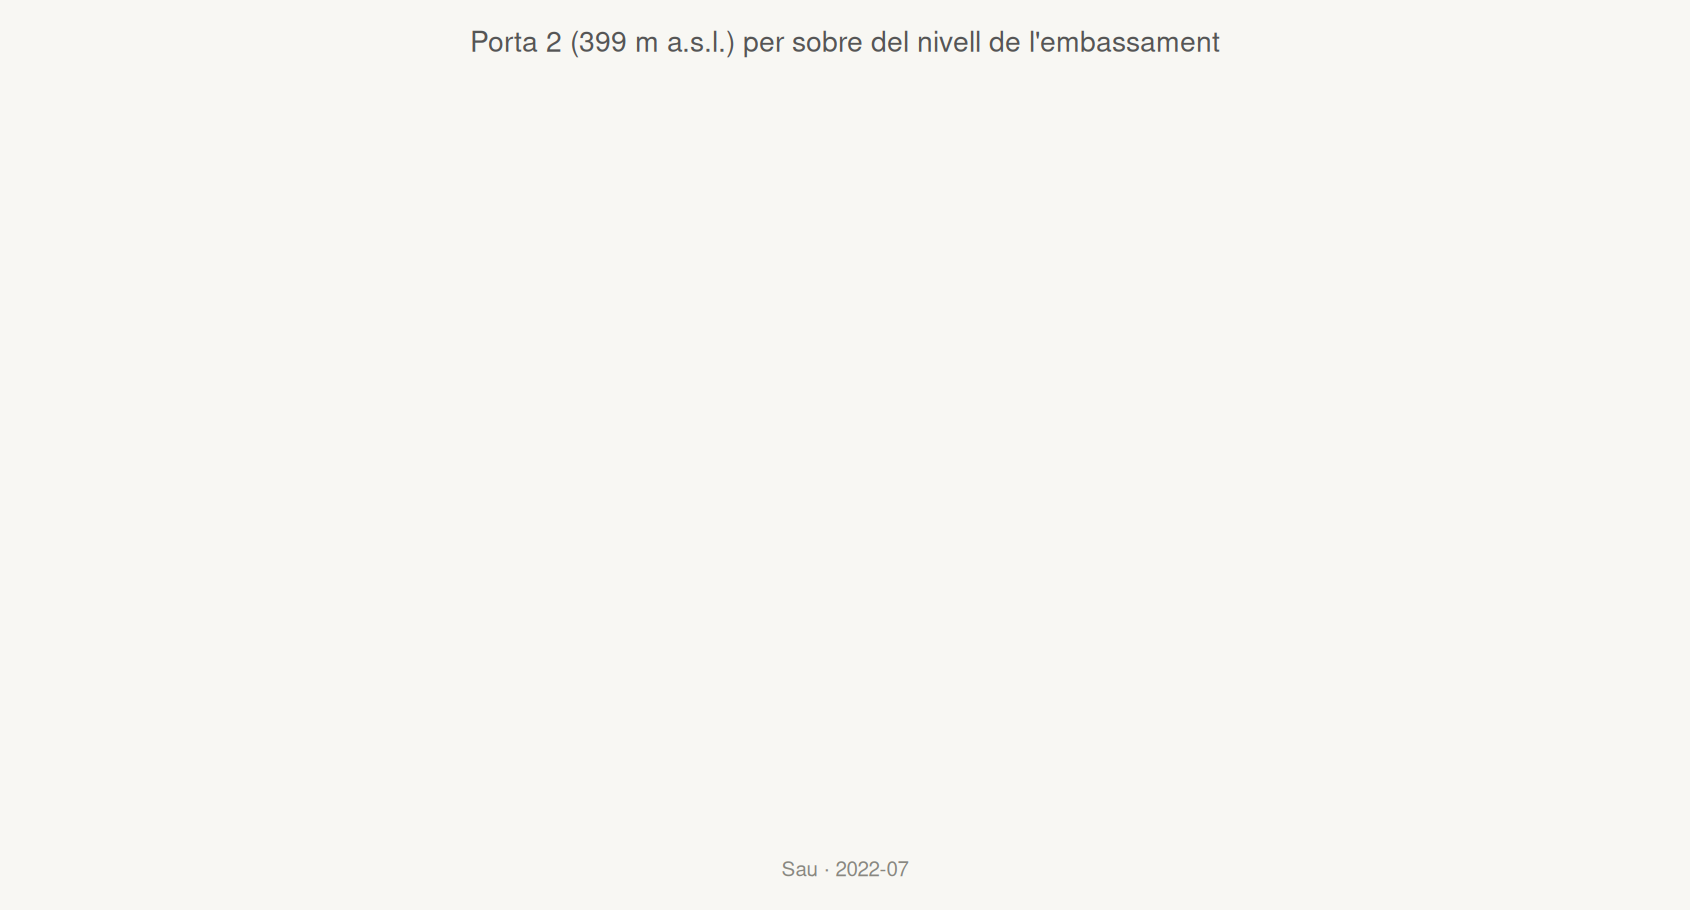 Porta 2 (399 m a.s.l.) per sobre del nivell de l'embassament
Sau · 2022-07